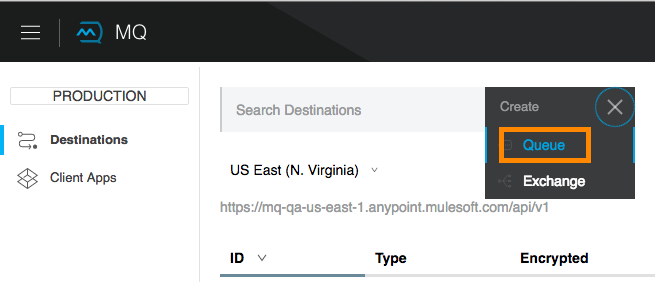 MQ
PRODUCTION
Destinations
Client Apps
Search Destinations
Create
Queue
Exchange
US East (N. Virginia)
https://mq-qa-us-east-1.anypoint.mulesoft.com/api/v1
ID Type Encrypted